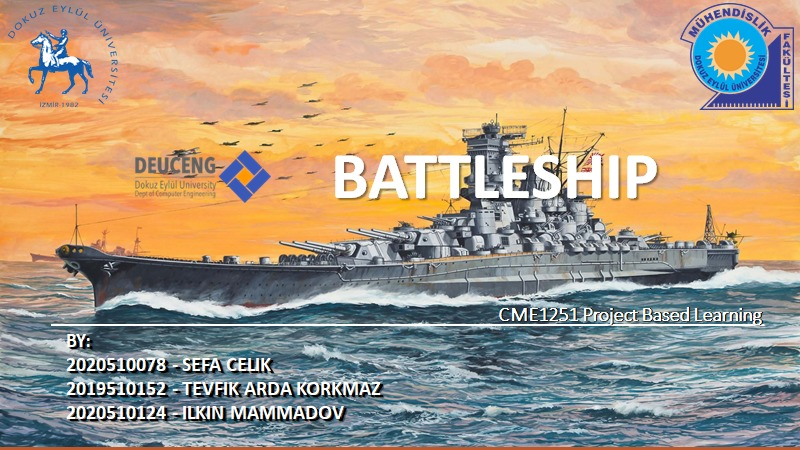 DOKUZ EYLÜL ÜNİVERSİTESİ
İZMİR-1982
MÜHENDİSLİK
FAKÜLTESİ
DOKUZ EYLÜL ÜNİVERSİTESİ
DEUCENG
Dokuz Eylul University
Dept of Computer Engineering
BATTLESHIP
CME1251 Project Based Learning
BY:
2020510078 - SEFA CELIK
2019510152 - TEVFIK ARDA KORKMAZ
2020510124 - ILKIN MAMMADOV